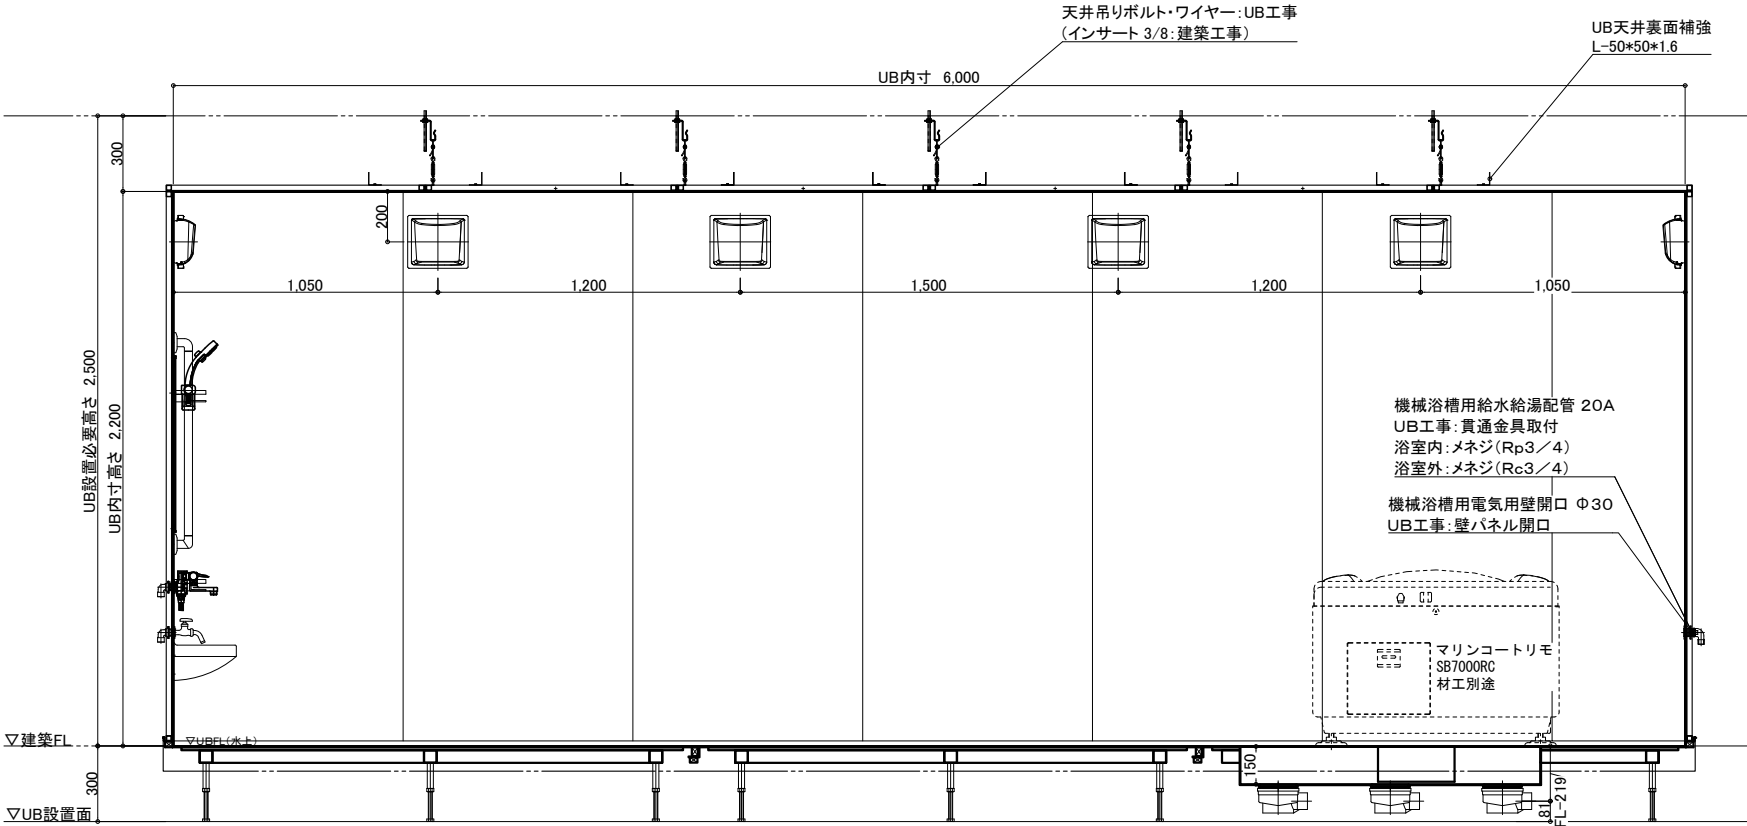 天井吊りボルト・ワイヤー：UB工事
(インサート 3/8：建築工事)
UB天井裏面補強
L-50*50*1.6
UB内寸 6,000
300
200
1,050
1,200
1,500
1,200
1,050
UB設置必要高さ 2,500
UB内寸高さ 2,200
機械浴槽用給水給湯配管 20A
UB工事：貫通金具取付
浴室内：メネジ(Rp3／4)
浴室外：メネジ(Rc3／4)
機械浴槽用電気用壁開口 Φ30
UB工事：壁パネル開口
マリンコートリモ
SB7000RC
材工別途
▽建築FL
▽UBFL(水上)
300
150
81
FL-219
▽UB設置面